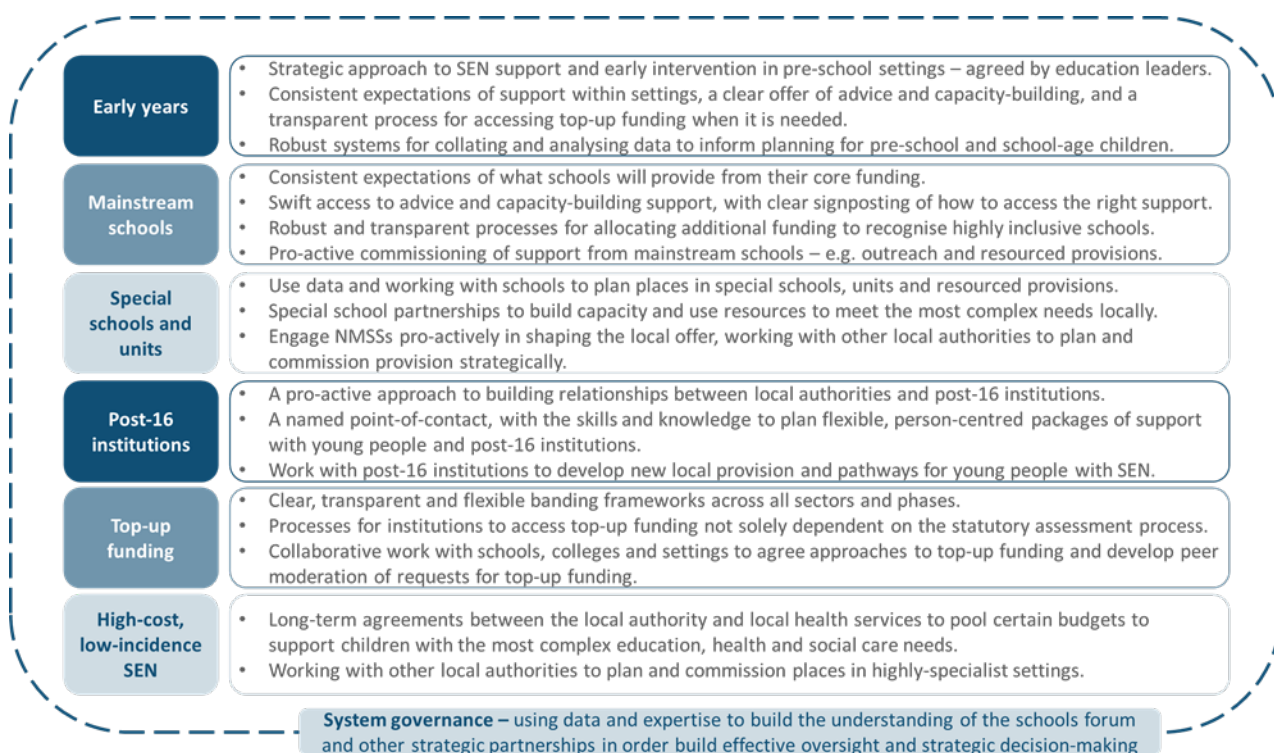 Early years
• Strategic approach to SEN support and early intervention in pre-school settings – agreed by education leaders.
• Consistent expectations of support within settings, a clear offer of advice and capacity-building, and a
transparent process for accessing top-up funding when it is needed.
• Robust systems for collating and analysing data to inform planning for pre-school and school-age children.
Mainstream
schools
• Consistent expectations of what schools will provide from their core funding.
• Swift access to advice and capacity-building support, with clear signposting of how to access the right support.
• Robust and transparent processes for allocating additional funding to recognise highly inclusive schools.
• Pro-active commissioning of support from mainstream schools – e.g. outreach and resourced provisions.
Special
schools and
units
• Use data and working with schools to plan places in special schools, units and resourced provisions.
• Special school partnerships to build capacity and use resources to meet the most complex needs locally.
• Engage NMSSs pro-actively in shaping the local offer, working with other local authorities to plan and
commission provision strategically.
Post-16
institutions
• A pro-active approach to building relationships between local authorities and post-16 institutions.
• A named point-of-contact, with the skills and knowledge to plan flexible, person-centred packages of support
with young people and post-16 institutions.
• Work with post-16 institutions to develop new local provision and pathways for young people with SEN.
Top-up
funding
• Clear, transparent and flexible banding frameworks across all sectors and phases.
• Processes for institutions to access top-up funding not solely dependent on the statutory assessment process.
• Collaborative work with schools, colleges and settings to agree approaches to top-up funding and develop peer
moderation of requests for top-up funding.
High-cost,
low-incidence
SEN
• Long-term agreements between the local authority and local health services to pool certain budgets to
support children with the most complex education, health and social care needs.
• Working with other local authorities to plan and commission places in highly-specialist settings.
System governance – using data and expertise to build the understanding of the schools forum
and other strategic partnerships in order build effective oversight and strategic decision-making